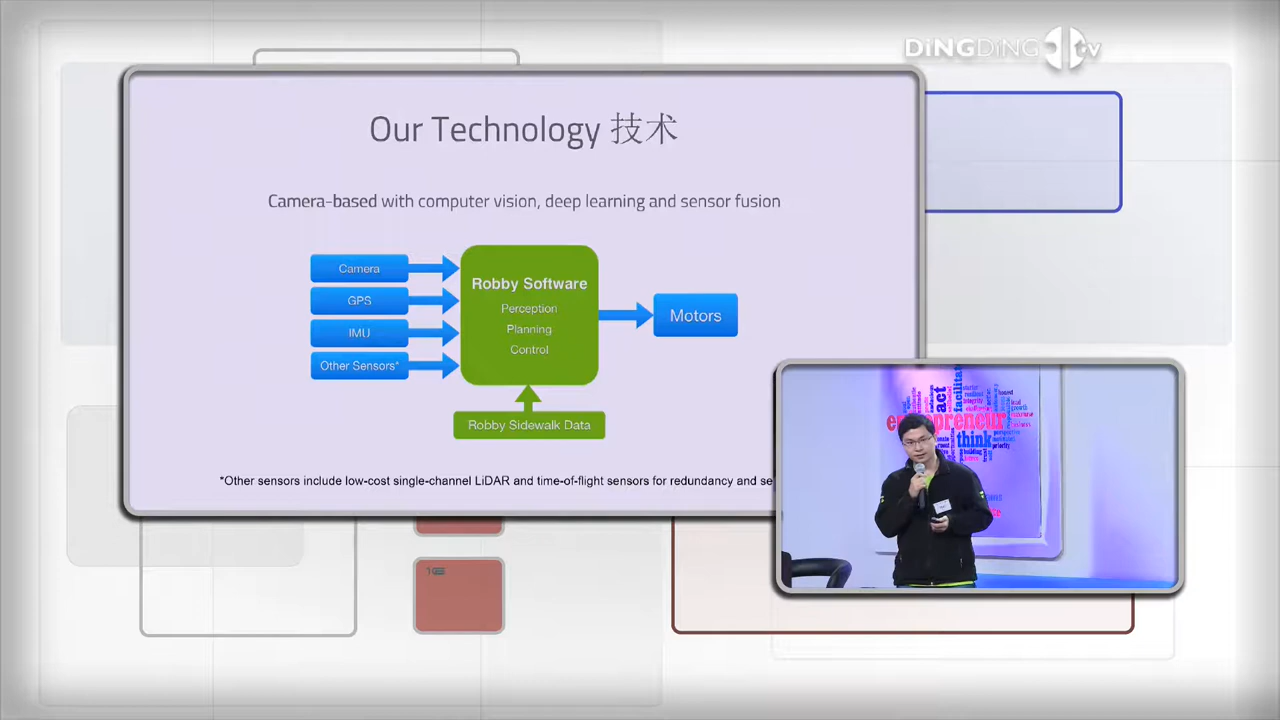 DiNGDiNG tv
Our Technology 技术
Camera-based with computer vision, deep learning and sensor fusion
Camera
GPS
IMU
Other Sensors*
Robby Software
Perception
Planning
Control
Motors
Robby Sidewalk Data
*Other sensors include low-cost single-channel LiDAR and time-of-flight sensors for redundancy and se
facilitate
act
entrepreneur
think
building
priority